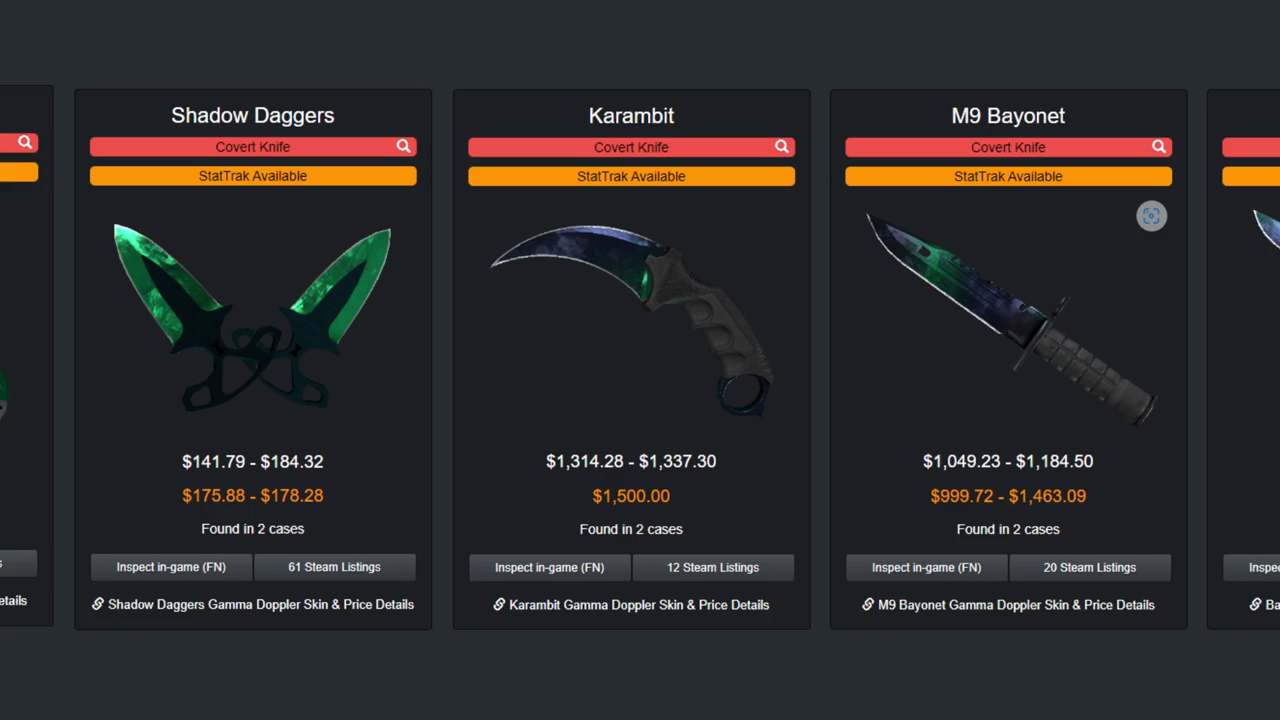 Shadow Daggers
Covert Knife
StatTrak Available
$141.79 - $184.32
$175.88 - $178.28
Found in 2 cases
Inspect in-game (FN)
61 Steam Listings
Shadow Daggers Gamma Doppler Skin & Price Details
Karambit
Covert Knife
StatTrak Available
$1,314.28 - $1,337.30
$1,500.00
Found in 2 cases
Inspect in-game (FN)
12 Steam Listings
Karambit Gamma Doppler Skin & Price Details
M9 Bayonet
Covert Knife
StatTrak Available
$1,049.23 - $1,184.50
$999.72 - $1,463.09
Found in 2 cases
Inspect in-game (FN)
20 Steam Listings
M9 Bayonet Gamma Doppler Skin & Price Details